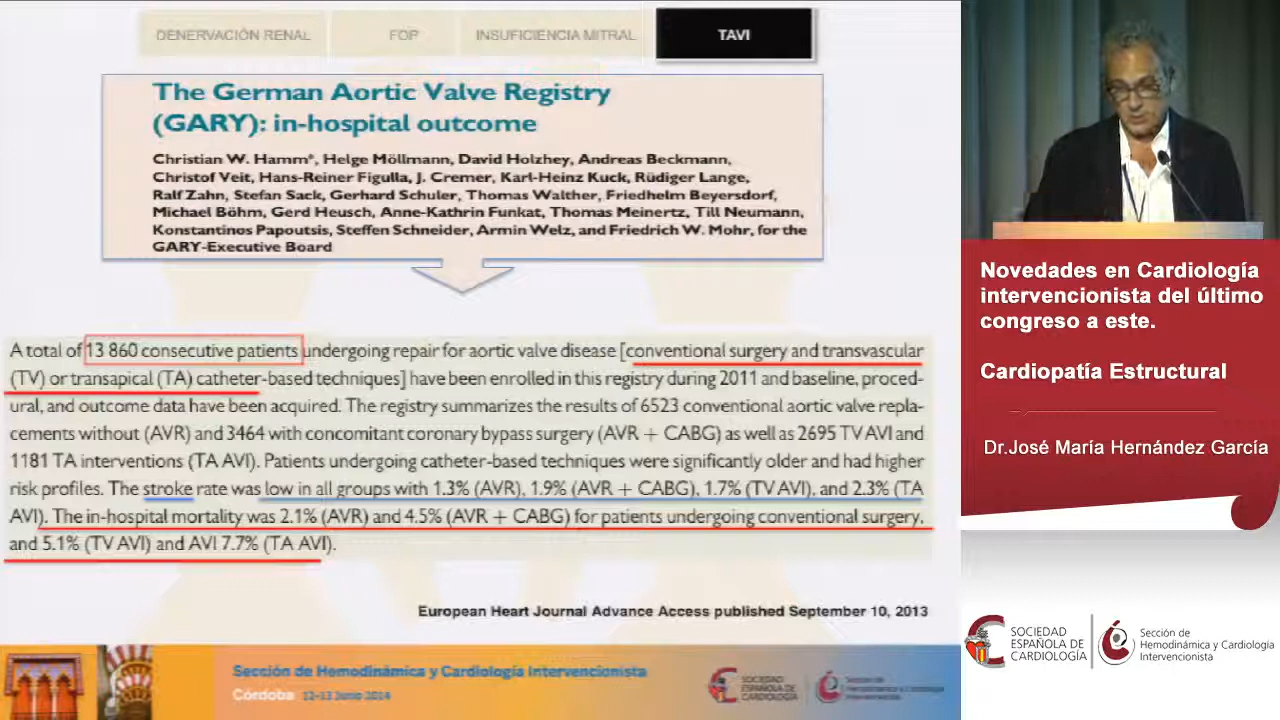 DENERVACIÓN RENAL
FOP
INSUFICIENCIA MITRAL
TAVI
The German Aortic Valve Registry
(GARY): in-hospital outcome
Christian W. Hamm*, Helge Möllmann, David Holzhey, Andreas Beckmann,
Christof Veit, Hans-Reiner Figulla, J. Cremer, Karl-Heinz Kuck, Rüdiger Lange,
Ralf Zahn, Stefan Sack, Gerhard Schuler, Thomas Walther, Friedhelm Beyersdorf,
Michael Böhm, Gerd Heusch, Anne-Kathrin Funkat, Thomas Meinertz, Till Neumann,
Konstantinos Papoutsis, Steffen Schneider, Armin Welz, and Friedrich W. Mohr, for the
GARY-Executive Board
A total of 13 860 consecutive patients undergoing repair for aortic valve disease [conventional surgery and transvascular
(TV) or transapical (TA) catheter-based techniques] have been enrolled in this registry during 2011 and baseline, proced-
ural, and outcome data have been acquired. The registry summarizes the results of 6523 conventional aortic valve repla-
cements without (AVR) and 3464 with concomitant coronary bypass surgery (AVR + CABG) as well as 2695 TV AVI and
1181 TA interventions (TA AVI). Patients undergoing catheter-based techniques were significantly older and had higher
risk profiles. The stroke rate was low in all groups with 1.3% (AVR), 1.9% (AVR + CABG), 1.7% (TV AVI), and 2.3% (TA
AVI). The in-hospital mortality was 2.1% (AVR) and 4.5% (AVR + CABG) for patients undergoing conventional surgery,
and 5.1% (TV AVI) and AVI 7.7% (TA AVI).
European Heart Journal Advance Access published September 10, 2013
Sección de Hemodinámica y Cardiología Intervencionista
Córdoba 12-13 Junio 2014
SOCIEDAD
ESPAÑOLA DE
CARDIOLOGÍA
Sección de
Hemodinámica y Cardiología
Intervencionista
Novedades en Cardiología
intervencionista del último
congreso a este.
Cardiopatía Estructural
Dr.José María Hernández García
SOCIEDAD
ESPAÑOLA DE
CARDIOLOGÍA
Sección de
Hemodinámica y Cardiología
Intervencionista